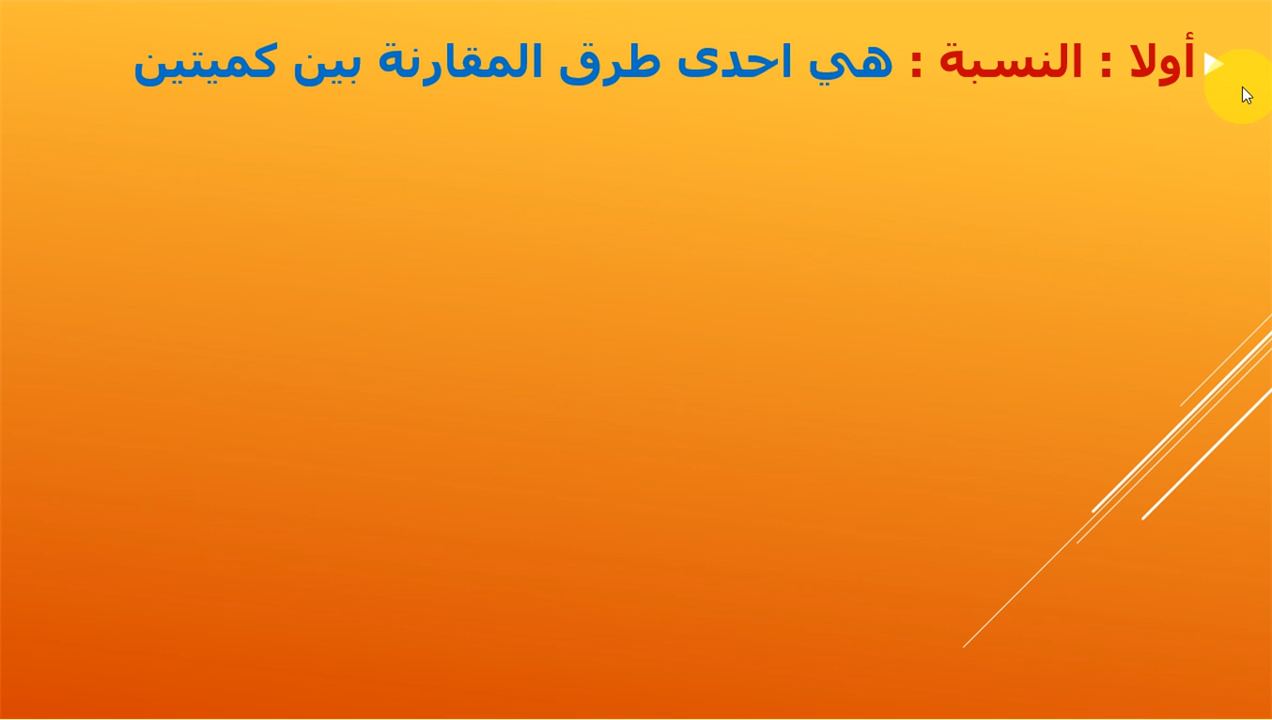 أولا : النسبة : هي احدى طرق المقارنة بين كميتين